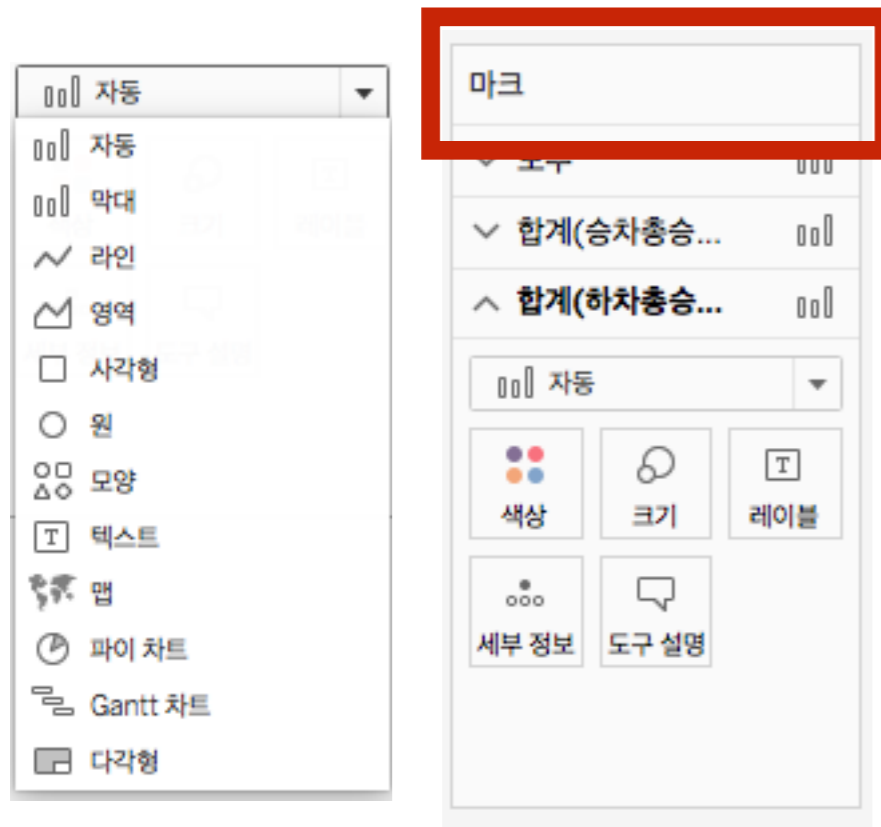 자동
자동
막대
라인
영역
사각형
원
모양
텍스트
맵
파이 차트
Gantt 차트
다각형
마크
합계(승차총승...
합계(하차총승...
자동
색상
크기
레이블
세부 정보
도구 설명